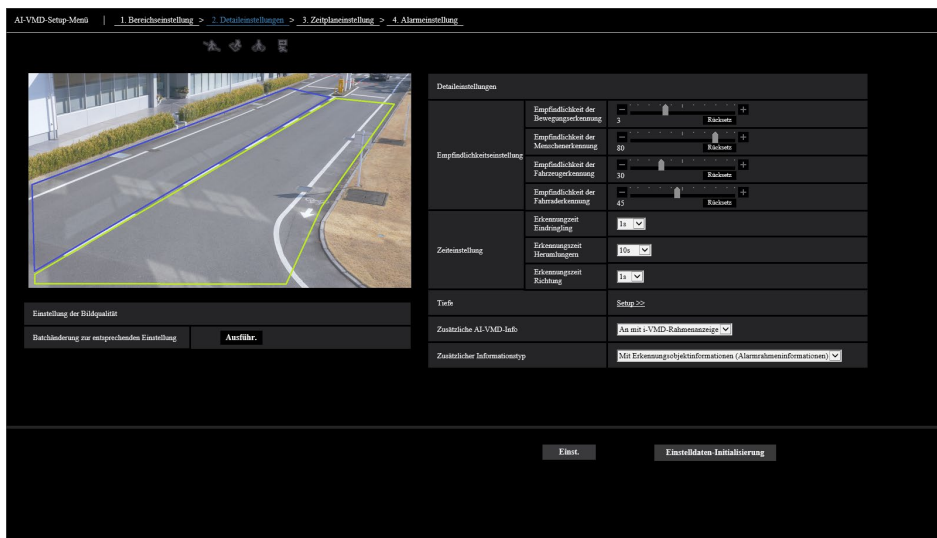 AI-VMD-Setup-Menü | 1. Bereichseinstellung > 2. Detaileinstellungen > 3. Zeitplaneinstellung > 4. Alarmeinstellung
Detaileinstellungen
Empfindlichkeitseinstellung
Empfindlichkeit der
Bewegungserkennung
3 Rücksetz
Empfindlichkeit der
Menschenerkennung
80 Rücksetz
Empfindlichkeit der
Fahrzeugerkennung
30 Rücksetz
Empfindlichkeit der
Fahrraderkennung
45 Rücksetz
Zeiteinstellung
Erkennungzeit
Eindringling
1s
Erkennungszeit
Herumlungern
10s
Erkennungszeit
Richtung
1s
Tiefe
Setup >>
Zusätzliche AI-VMD-Info
An mit i-VMD-Rahmenanzeige
Zusätzlicher Informationstyp
Mit Erkennungsobjektinformationen (Alarmrahmeninformationen)
Einstellung der Bildqualität
Batchänderung zur entsprechenden Einstellung
Ausführ.
Einst.
Einstelldaten-Initialisierung